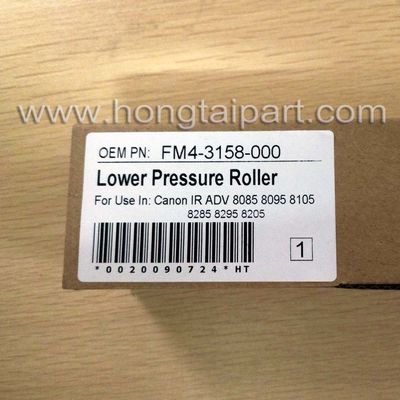 www.hongtaipart.com
OEM PN: FM4-3158-000
Lower Pressure Roller
For Use In: Canon IR ADV 8085 8095 8105
8285 8295 8205
*0020090724*HT
1